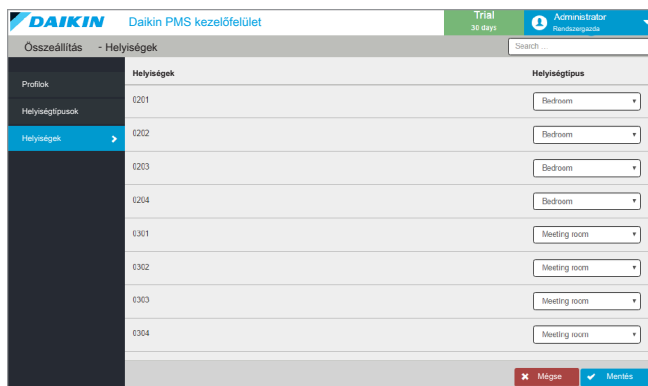 DAIKIN Daikin PMS kezelőfelület Trial 30 days Administrator Rendszergazda
Összeállítás - Helyiségek Search ...
Helyiségek Helyiségtípus
Profilok
Helyiségtípusok
Helyiségek
0201 Bedroom
0202 Bedroom
0203 Bedroom
0204 Bedroom
0301 Meeting room
0302 Meeting room
0303 Meeting room
0304 Meeting room
Mégse Mentés